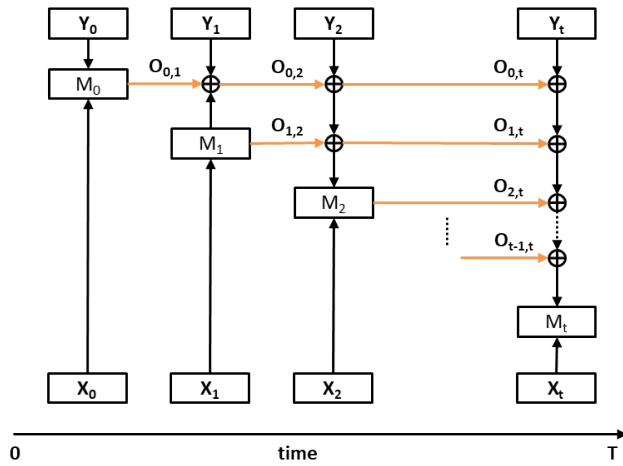 Y₀ Y₁ Y₂ Yₜ
M₀ O₀,₁ O₀,₂ O₀,ₜ
M₁ O₁,₂ O₁,ₜ
M₂ O₂,ₜ
Oₜ₋₁,ₜ
Mₜ
X₀ X₁ X₂ Xₜ
0 time T